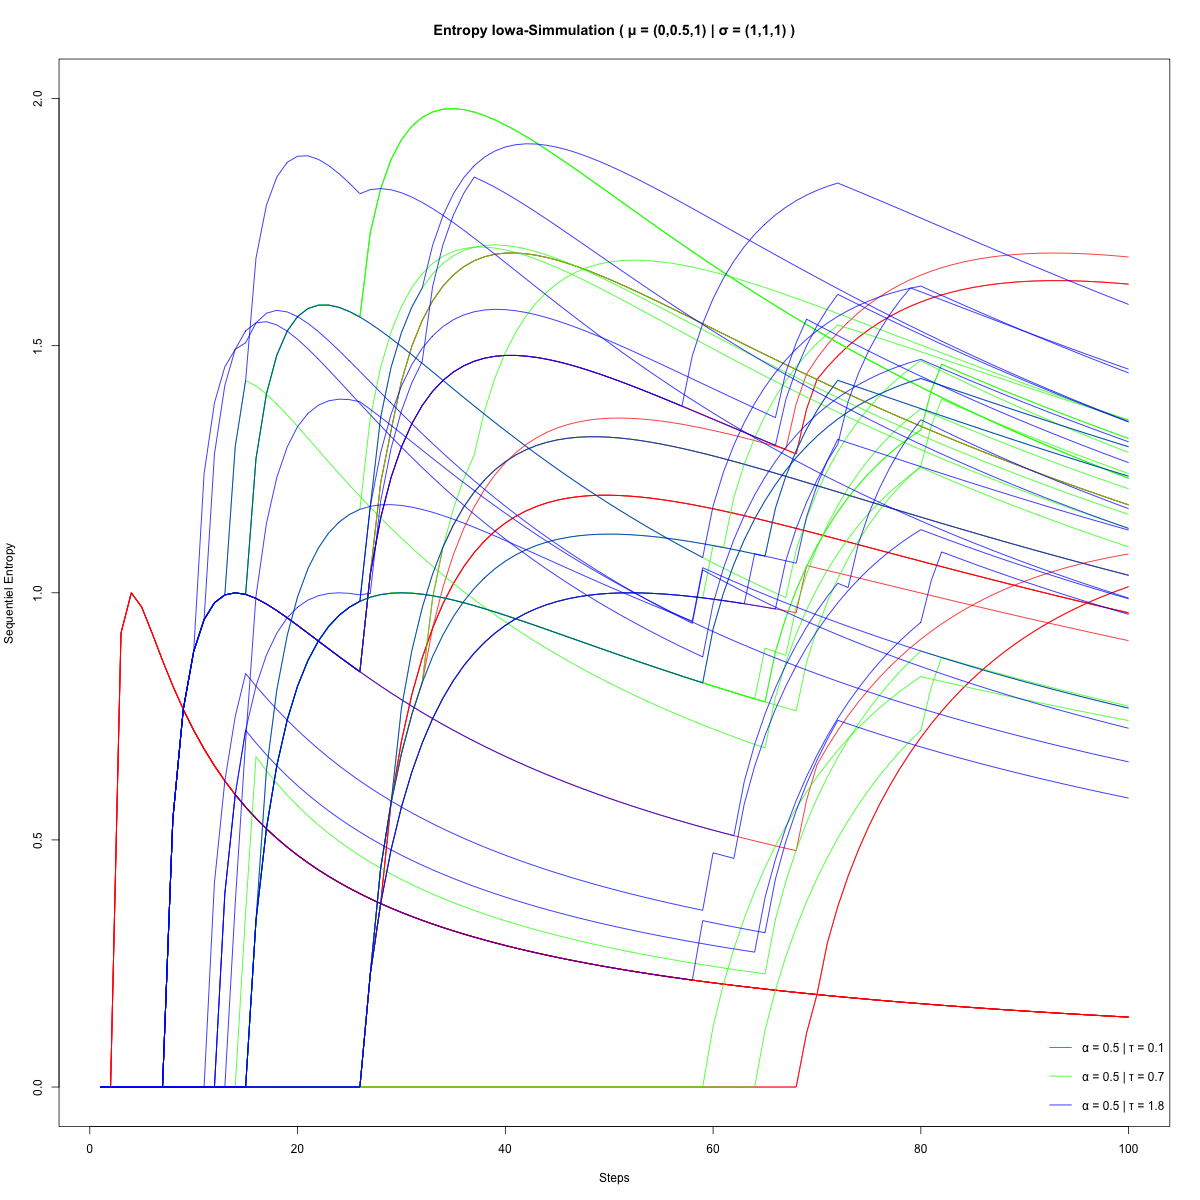 Entropy Iowa-Simmulation ( μ = (0,0.5,1) | σ = (1,1,1) )
Sequentiel Entropy
2.0
1.5
1.0
0.5
0.0
α = 0.5 | τ = 0.1
α = 0.5 | τ = 0.7
α = 0.5 | τ = 1.8
0 20 40 60 80 100
Steps